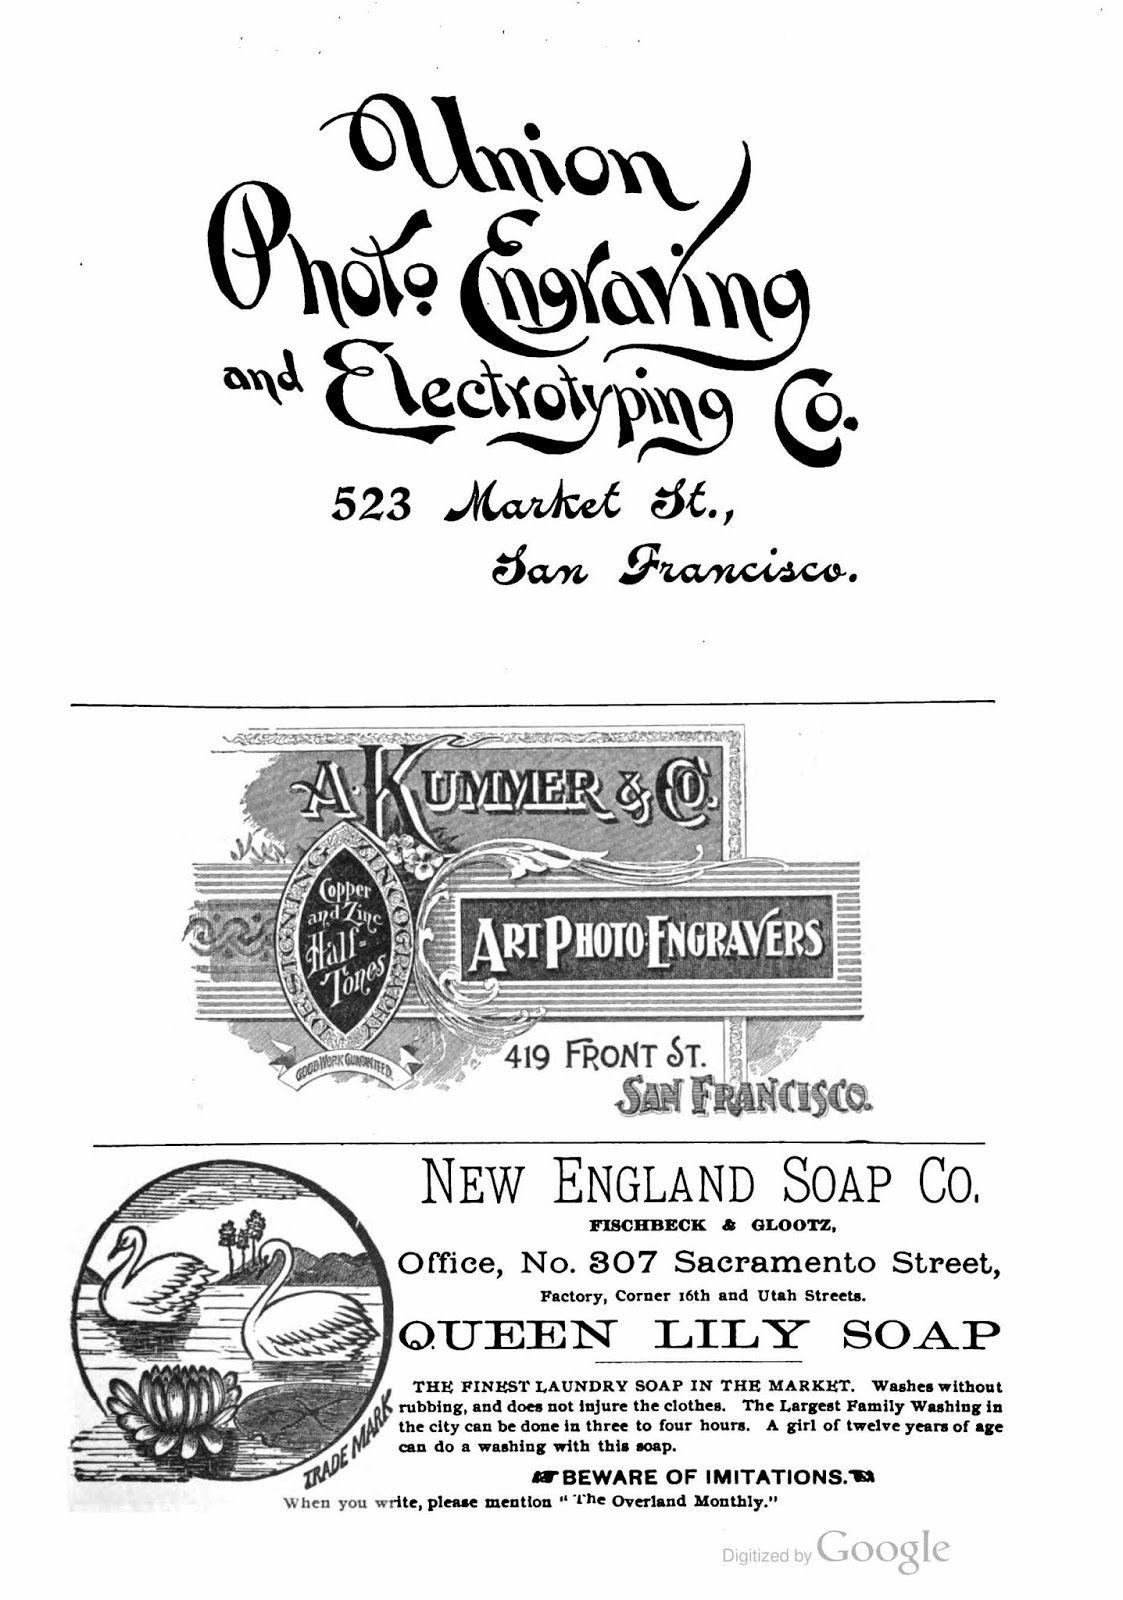 Union
Photo Engraving
and Electrotyping Co.
523 Market St.,
San Francisco.
A. KUMMER & CO.
DESIGNING ZINCOGRAPHY
Copper
and Zinc
Half-
Tones
ART PHOTO-ENGRAVERS
GOOD WORK GUARANTEED.
419 FRONT ST.
SAN FRANCISCO.
NEW ENGLAND SOAP CO.
FISCHBECK & GLOOTZ,
Office, No. 307 Sacramento Street,
Factory, Corner 16th and Utah Streets.
QUEEN LILY SOAP
THE FINEST LAUNDRY SOAP IN THE MARKET. Washes without
rubbing, and does not injure the clothes. The Largest Family Washing in
the city can be done in three to four hours. A girl of twelve years of age
can do a washing with this soap.
TRADE MARK
☛BEWARE OF IMITATIONS.☚
When you write, please mention "The Overland Monthly."
Digitized by Google